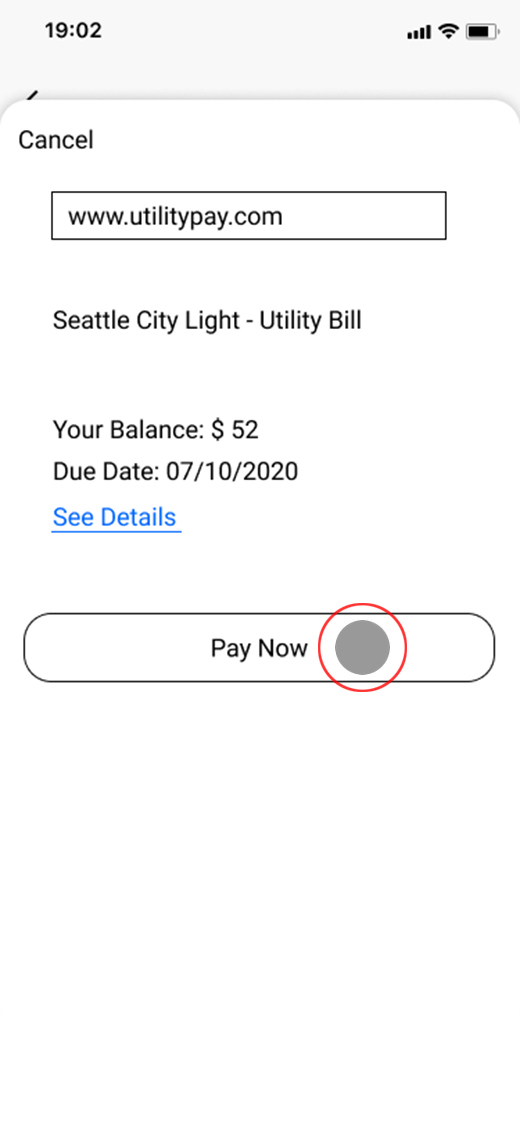 19:02
Cancel
www.utilitypay.com
Seattle City Light - Utility Bill
Your Balance: $ 52
Due Date: 07/10/2020
See Details
Pay Now